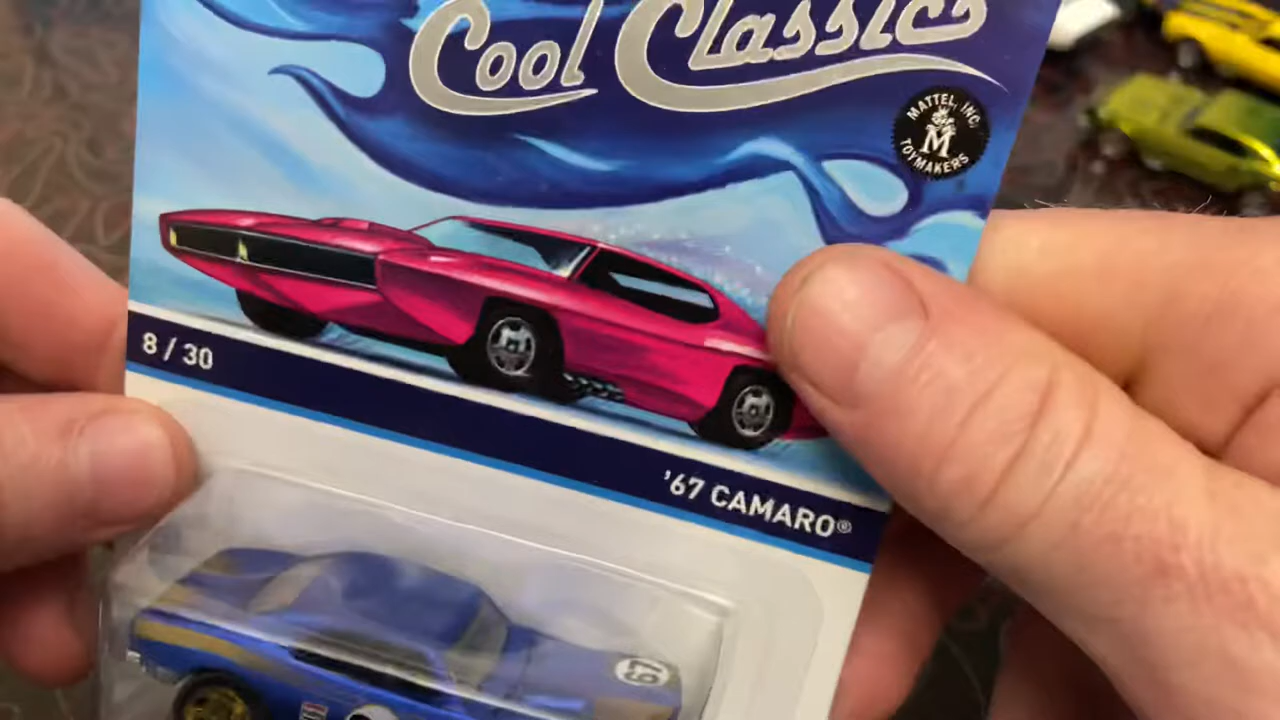 Cool Classics
MATTEL, INC.
M
TOYMAKERS
8 / 30
'67 CAMARO®
67